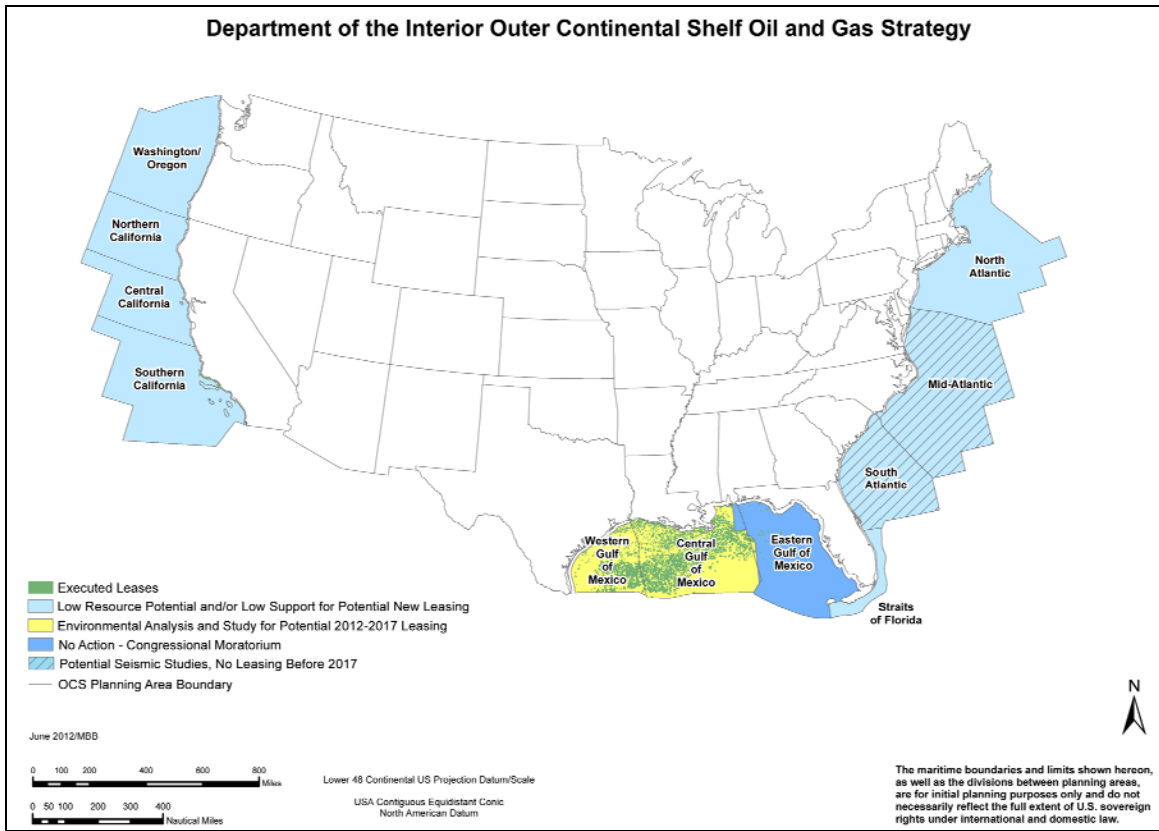 Department of the Interior Outer Continental Shelf Oil and Gas Strategy
Washington/
Oregon
Northern
California
Central
California
Southern
California
North
Atlantic
Mid-Atlantic
South
Atlantic
Western
Gulf
of
Mexico
Central
Gulf
of
Mexico
Eastern
Gulf of
Mexico
Straits
of Florida
Executed Leases
Low Resource Potential and/or Low Support for Potential New Leasing
Environmental Analysis and Study for Potential 2012-2017 Leasing
No Action - Congressional Moratorium
Potential Seismic Studies, No Leasing Before 2017
OCS Planning Area Boundary
N
June 2012/MBB
0 100 200 400 600 800
Miles
0 50 100 200 300 400
Nautical Miles
Lower 48 Continental US Projection Datum/Scale
USA Contiguous Equidistant Conic
North American Datum
The maritime boundaries and limits shown hereon,
as well as the divisions between planning areas,
are for initial planning purposes only and do not
necessarily reflect the full extent of U.S. sovereign
rights under international and domestic law.